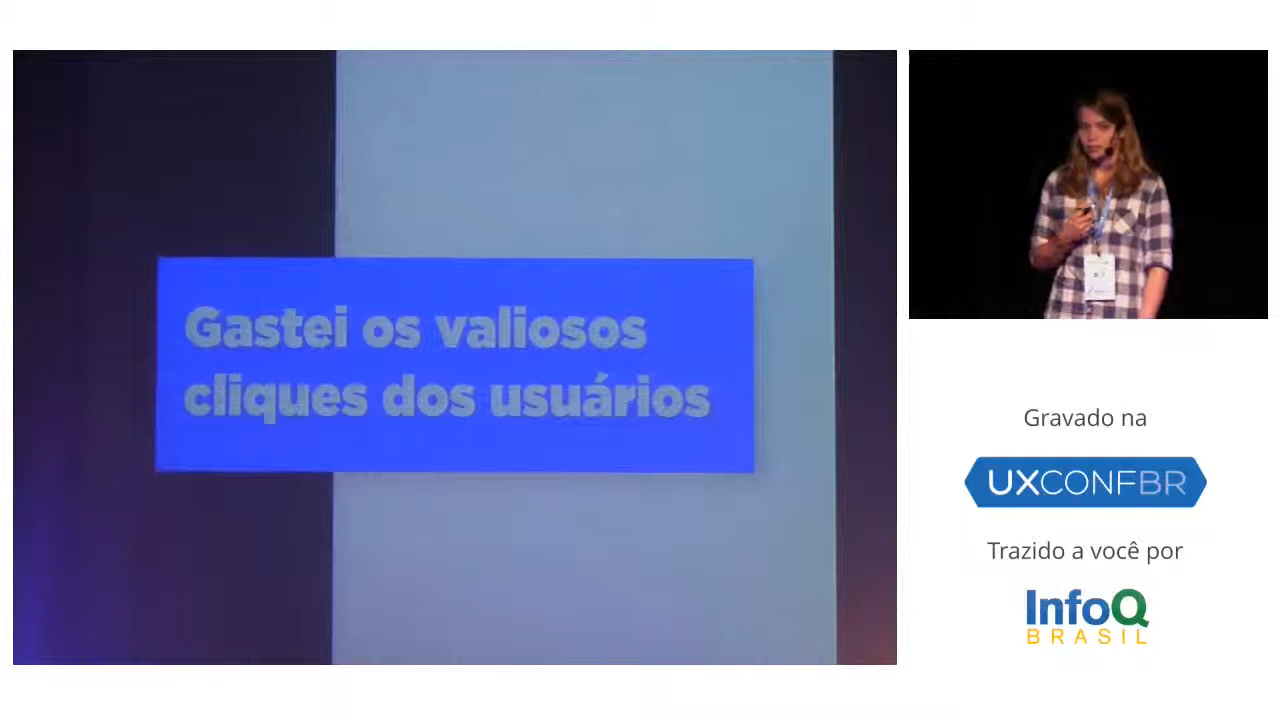 Gastei os valiosos
cliques dos usuários
Gravado na
UXCONFBR
Trazido a você por
InfoQ
BRASIL